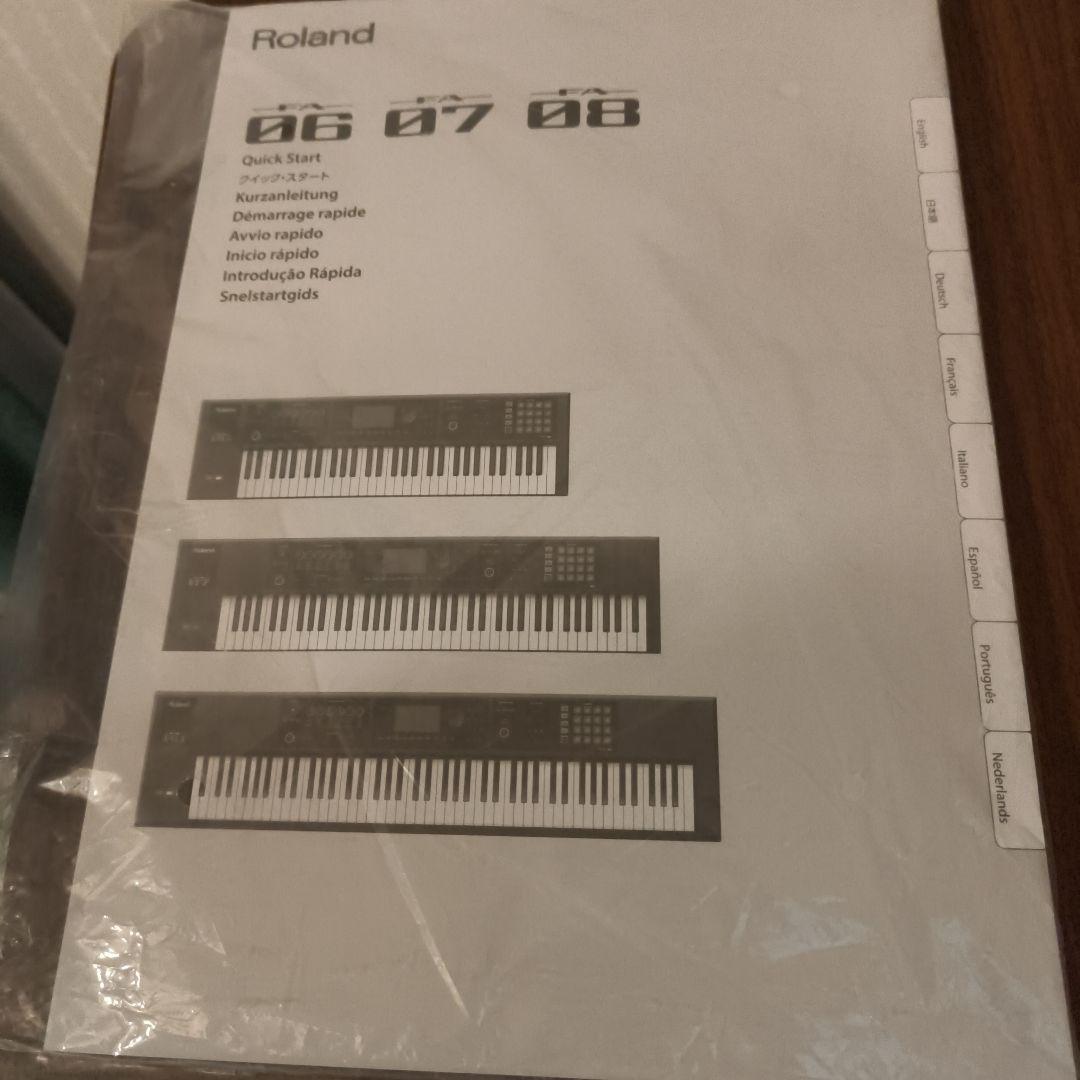 Roland
FA 06 FA 07 FA 08
Quick Start
クイック・スタート
Kurzanleitung
Démarrage rapide
Avvio rapido
Inicio rápido
Introdução Rápida
Snelstartgids
English
日本語
Deutsch
Français
Italiano
Español
Português
Nederlands